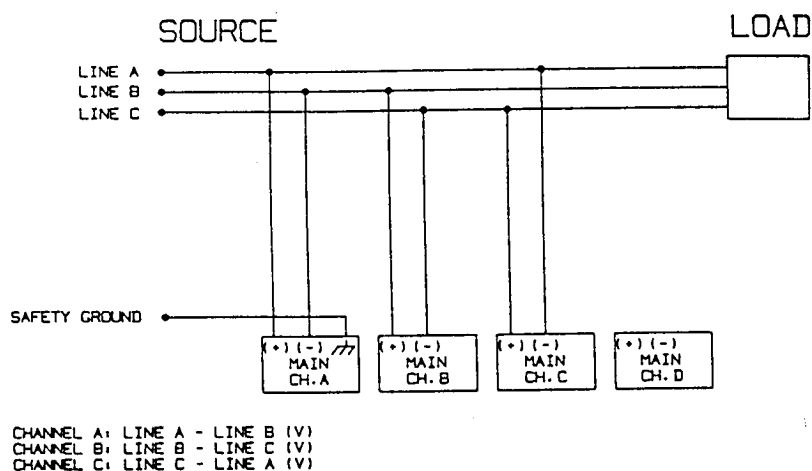 SOURCE
LOAD
LINE A
LINE B
LINE C
SAFETY GROUND
(+) (-)
MAIN
CH. A
(+) (-)
MAIN
CH. B
(+) (-)
MAIN
CH. C
(+) (-)
MAIN
CH. D
CHANNEL A: LINE A - LINE B (V)
CHANNEL B: LINE B - LINE C (V)
CHANNEL C: LINE C - LINE A (V)